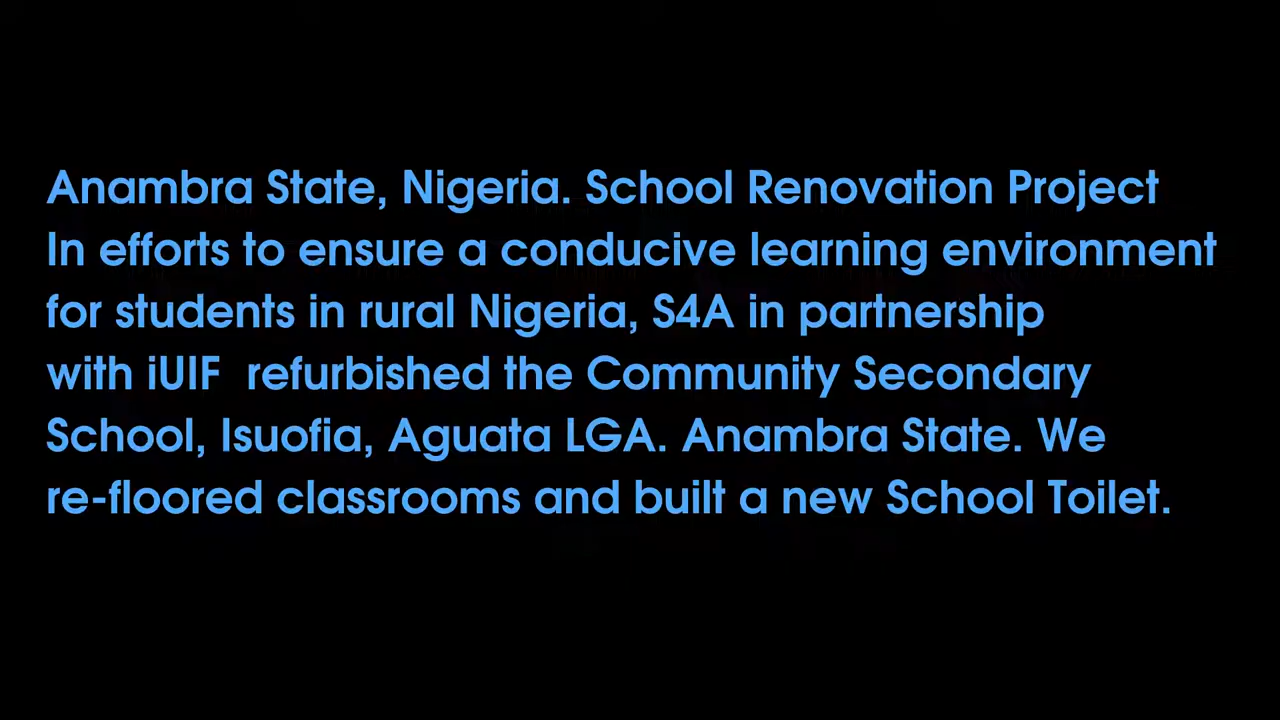 Anambra State, Nigeria. School Renovation Project
In efforts to ensure a conducive learning environment
for students in rural Nigeria, S4A in partnership
with iUIF  refurbished the Community Secondary
School, Isuofia, Aguata LGA. Anambra State. We
re-floored classrooms and built a new School Toilet.